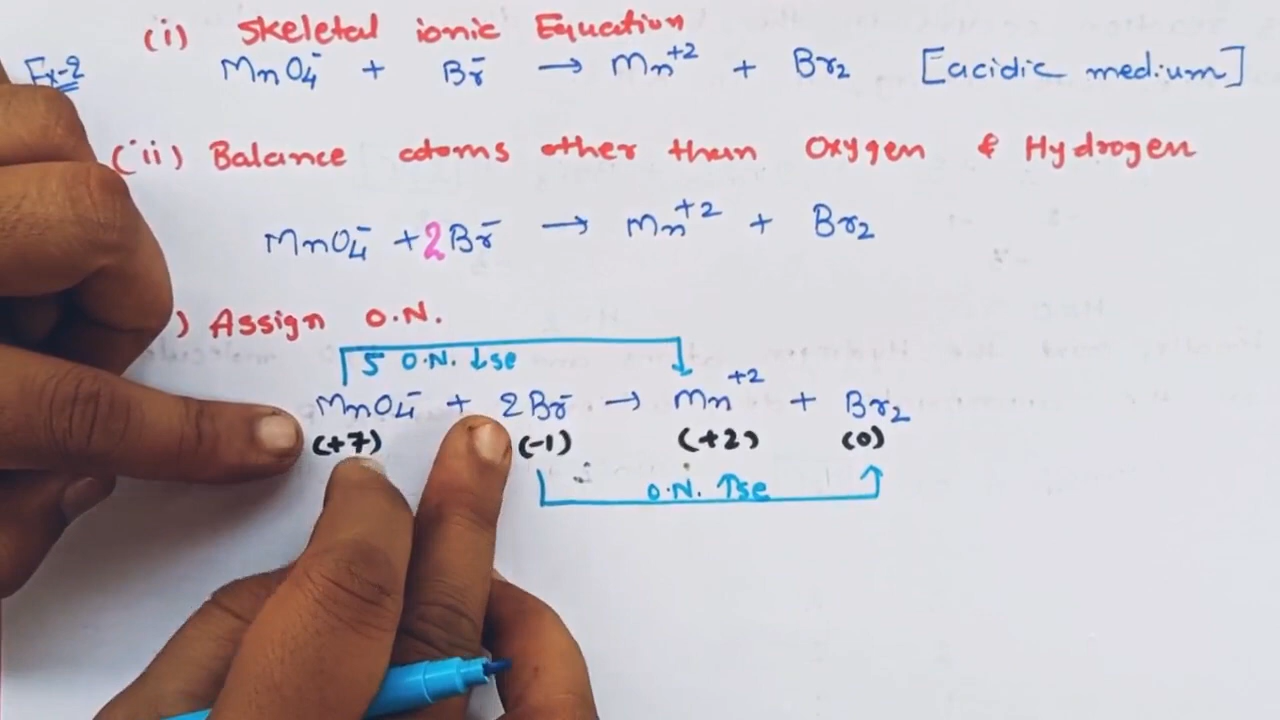 (i) Skeletal ionic Equation
Ex-2 MnO4⁻ + Br⁻ → Mn⁺² + Br2 [acidic medium]
(ii) Balance atoms other than Oxygen & Hydrogen
MnO4⁻ + 2Br⁻ → Mn⁺² + Br2
) Assign O.N.
5 O.N. ↓se
MnO4⁻ + 2Br⁻ → Mn⁺² + Br2
(+7) (-1) (+2) (0)
O.N. ↑se